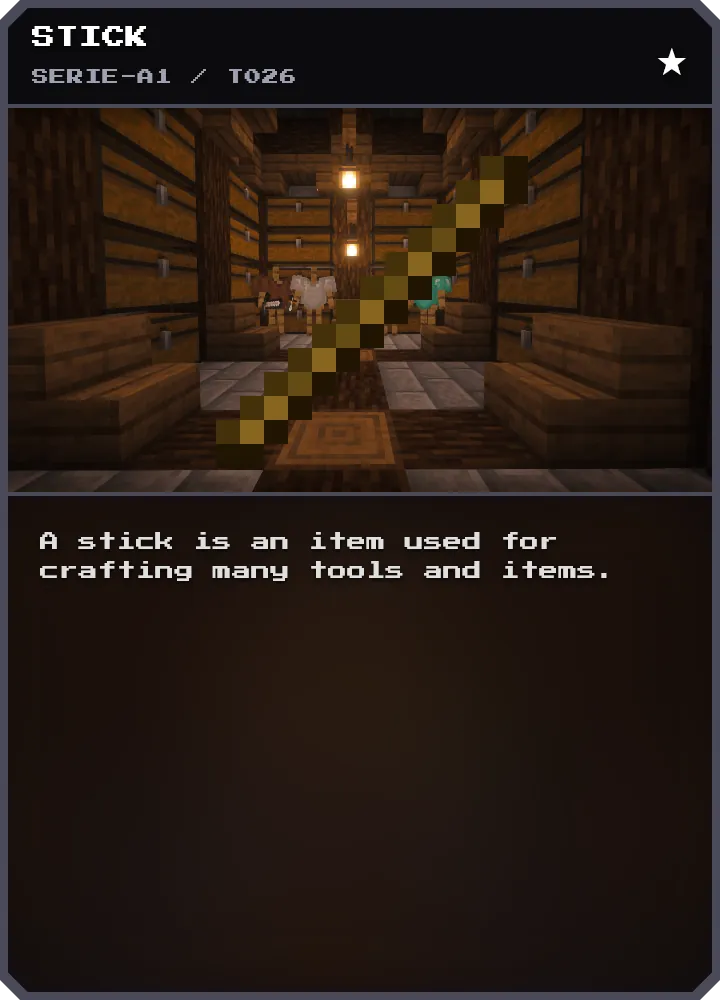 STICK
SERIE-A1 / T026
A stick is an item used for
crafting many tools and items.